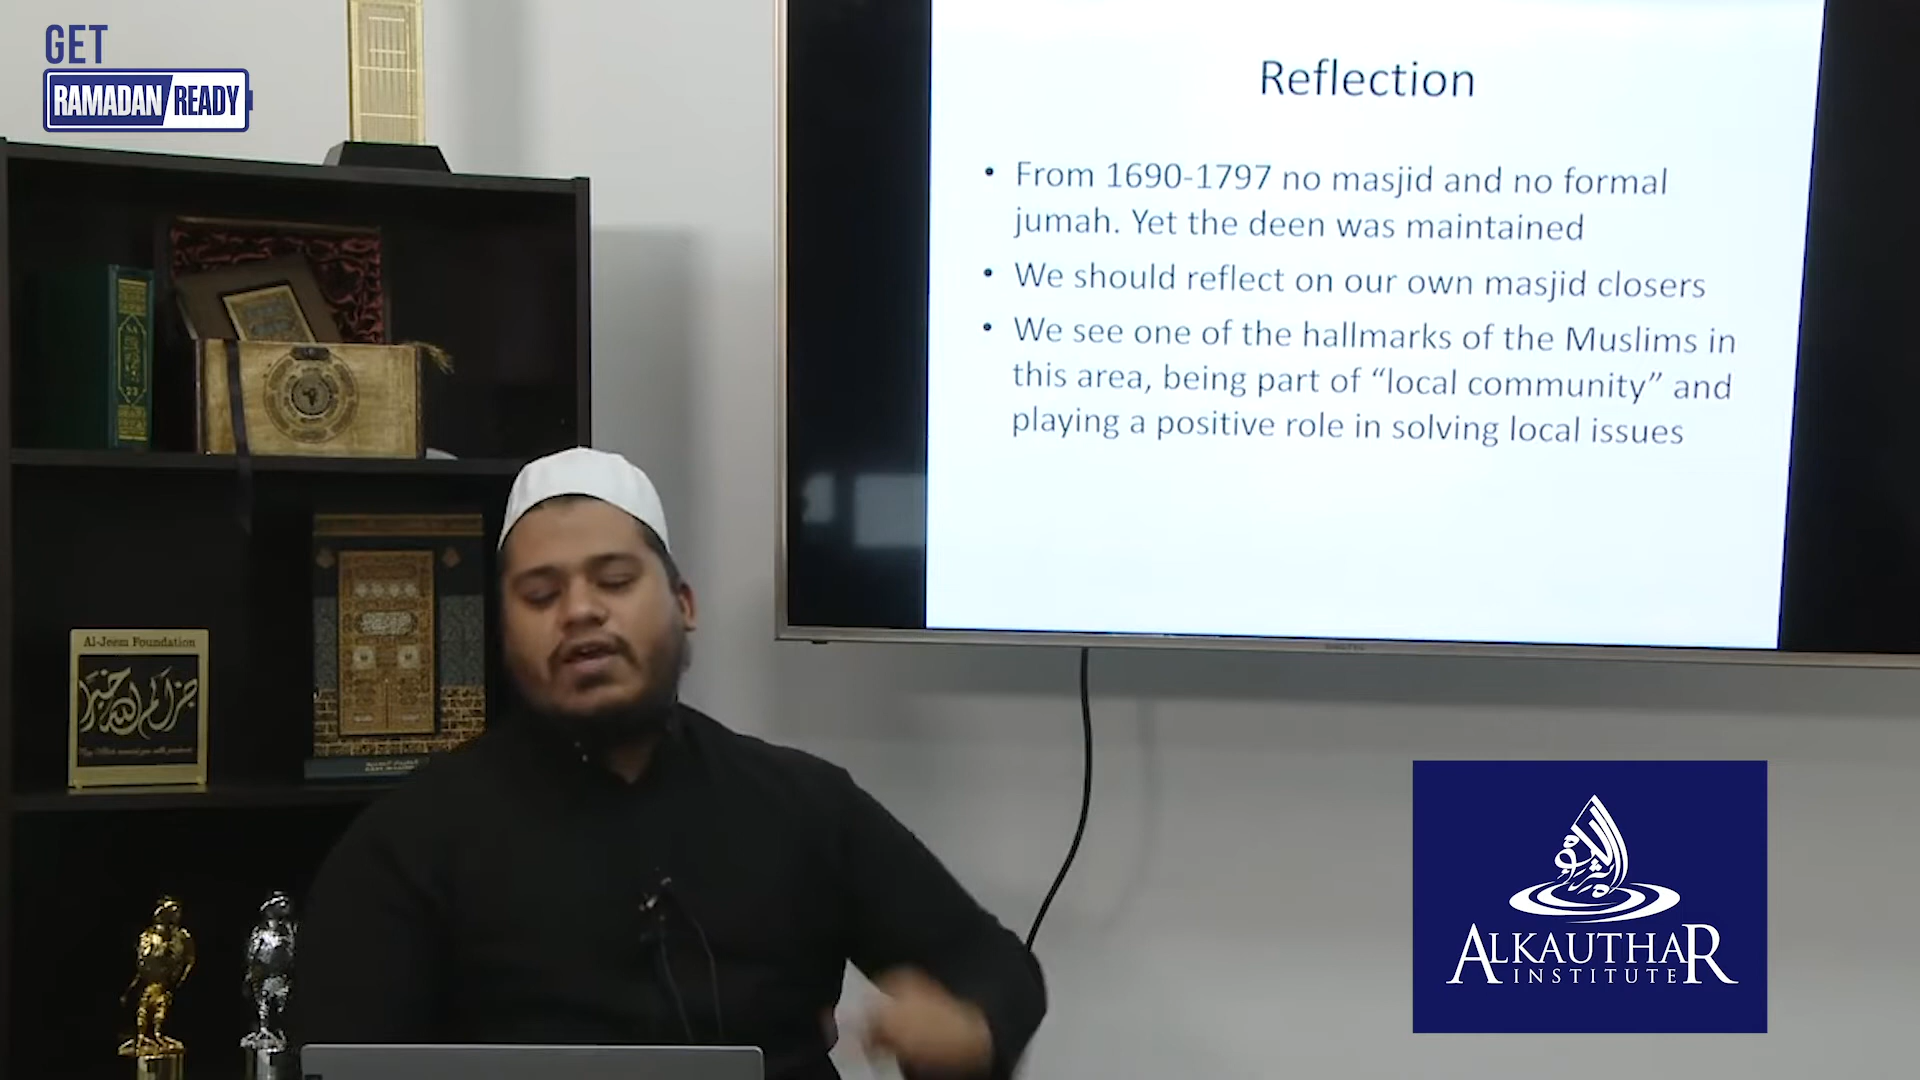 GET
RAMADAN READY
Reflection
• From 1690-1797 no masjid and no formal
jumah. Yet the deen was maintained
• We should reflect on our own masjid closers
• We see one of the hallmarks of the Muslims in
this area, being part of “local community” and
playing a positive role in solving local issues
Al-Jeem Foundation
ALKAUTHAR
INSTITUTE